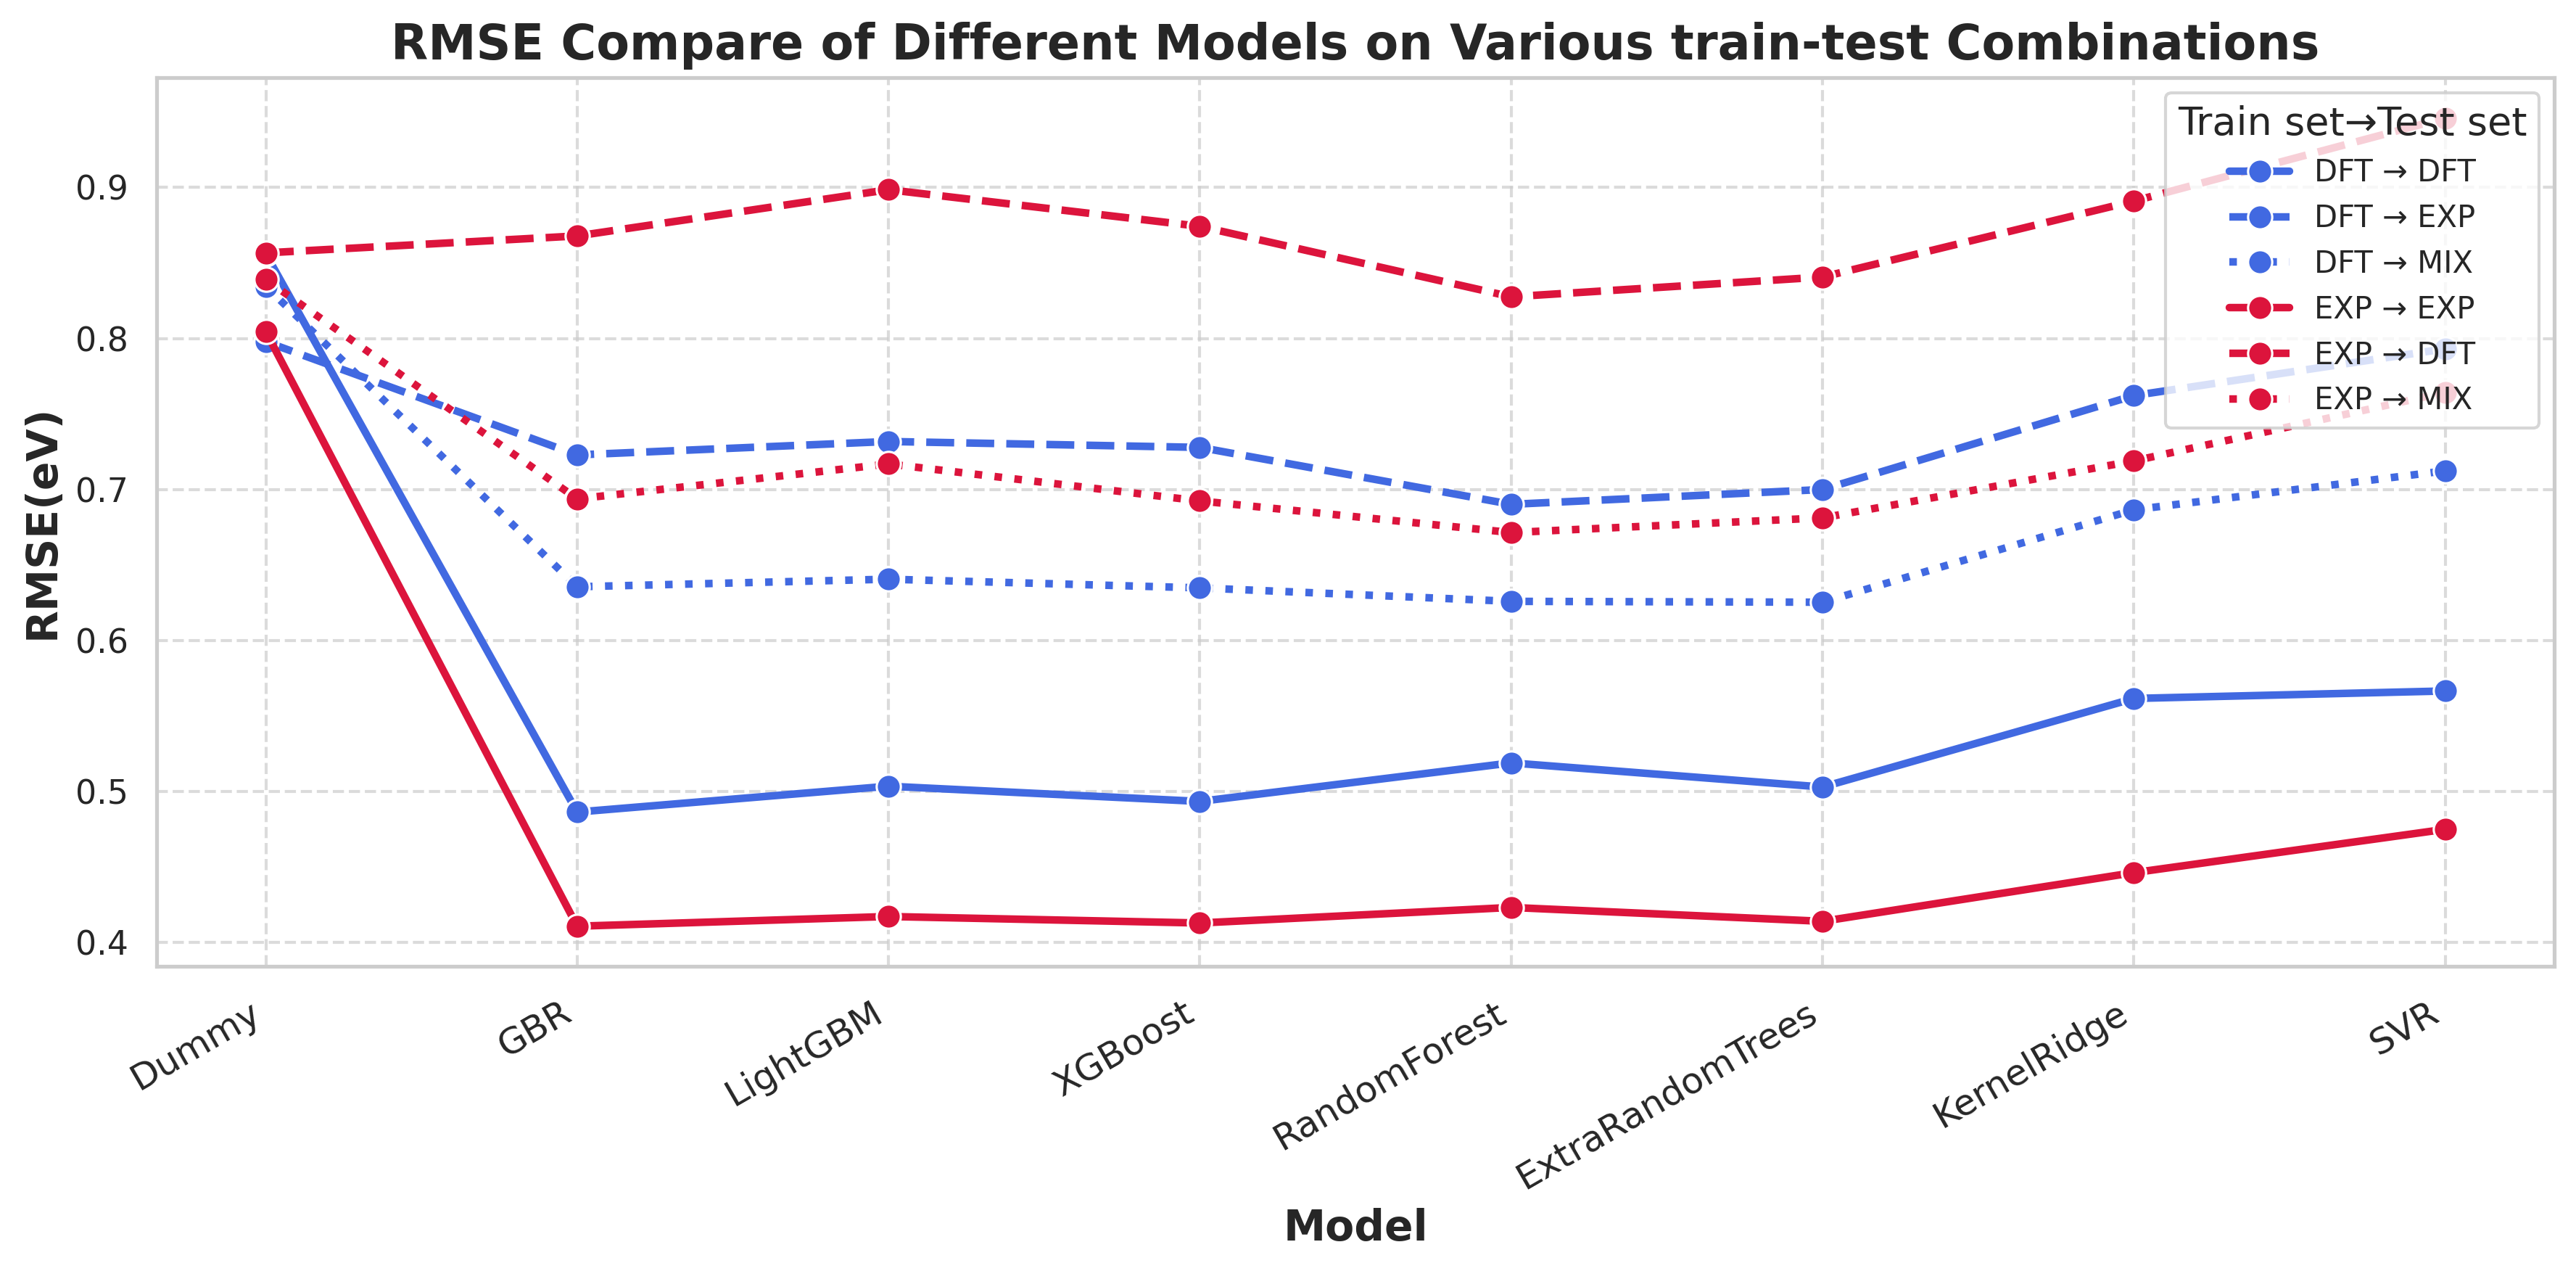 RMSE Compare of Different Models on Various train-test Combinations
RMSE(eV)
0.9
0.8
0.7
0.6
0.5
0.4
Train set→Test set
DFT → DFT
DFT → EXP
DFT → MIX
EXP → EXP
EXP → DFT
EXP → MIX
Dummy
GBR
LightGBM
XGBoost
RandomForest
ExtraRandomTrees
KernelRidge
SVR
Model